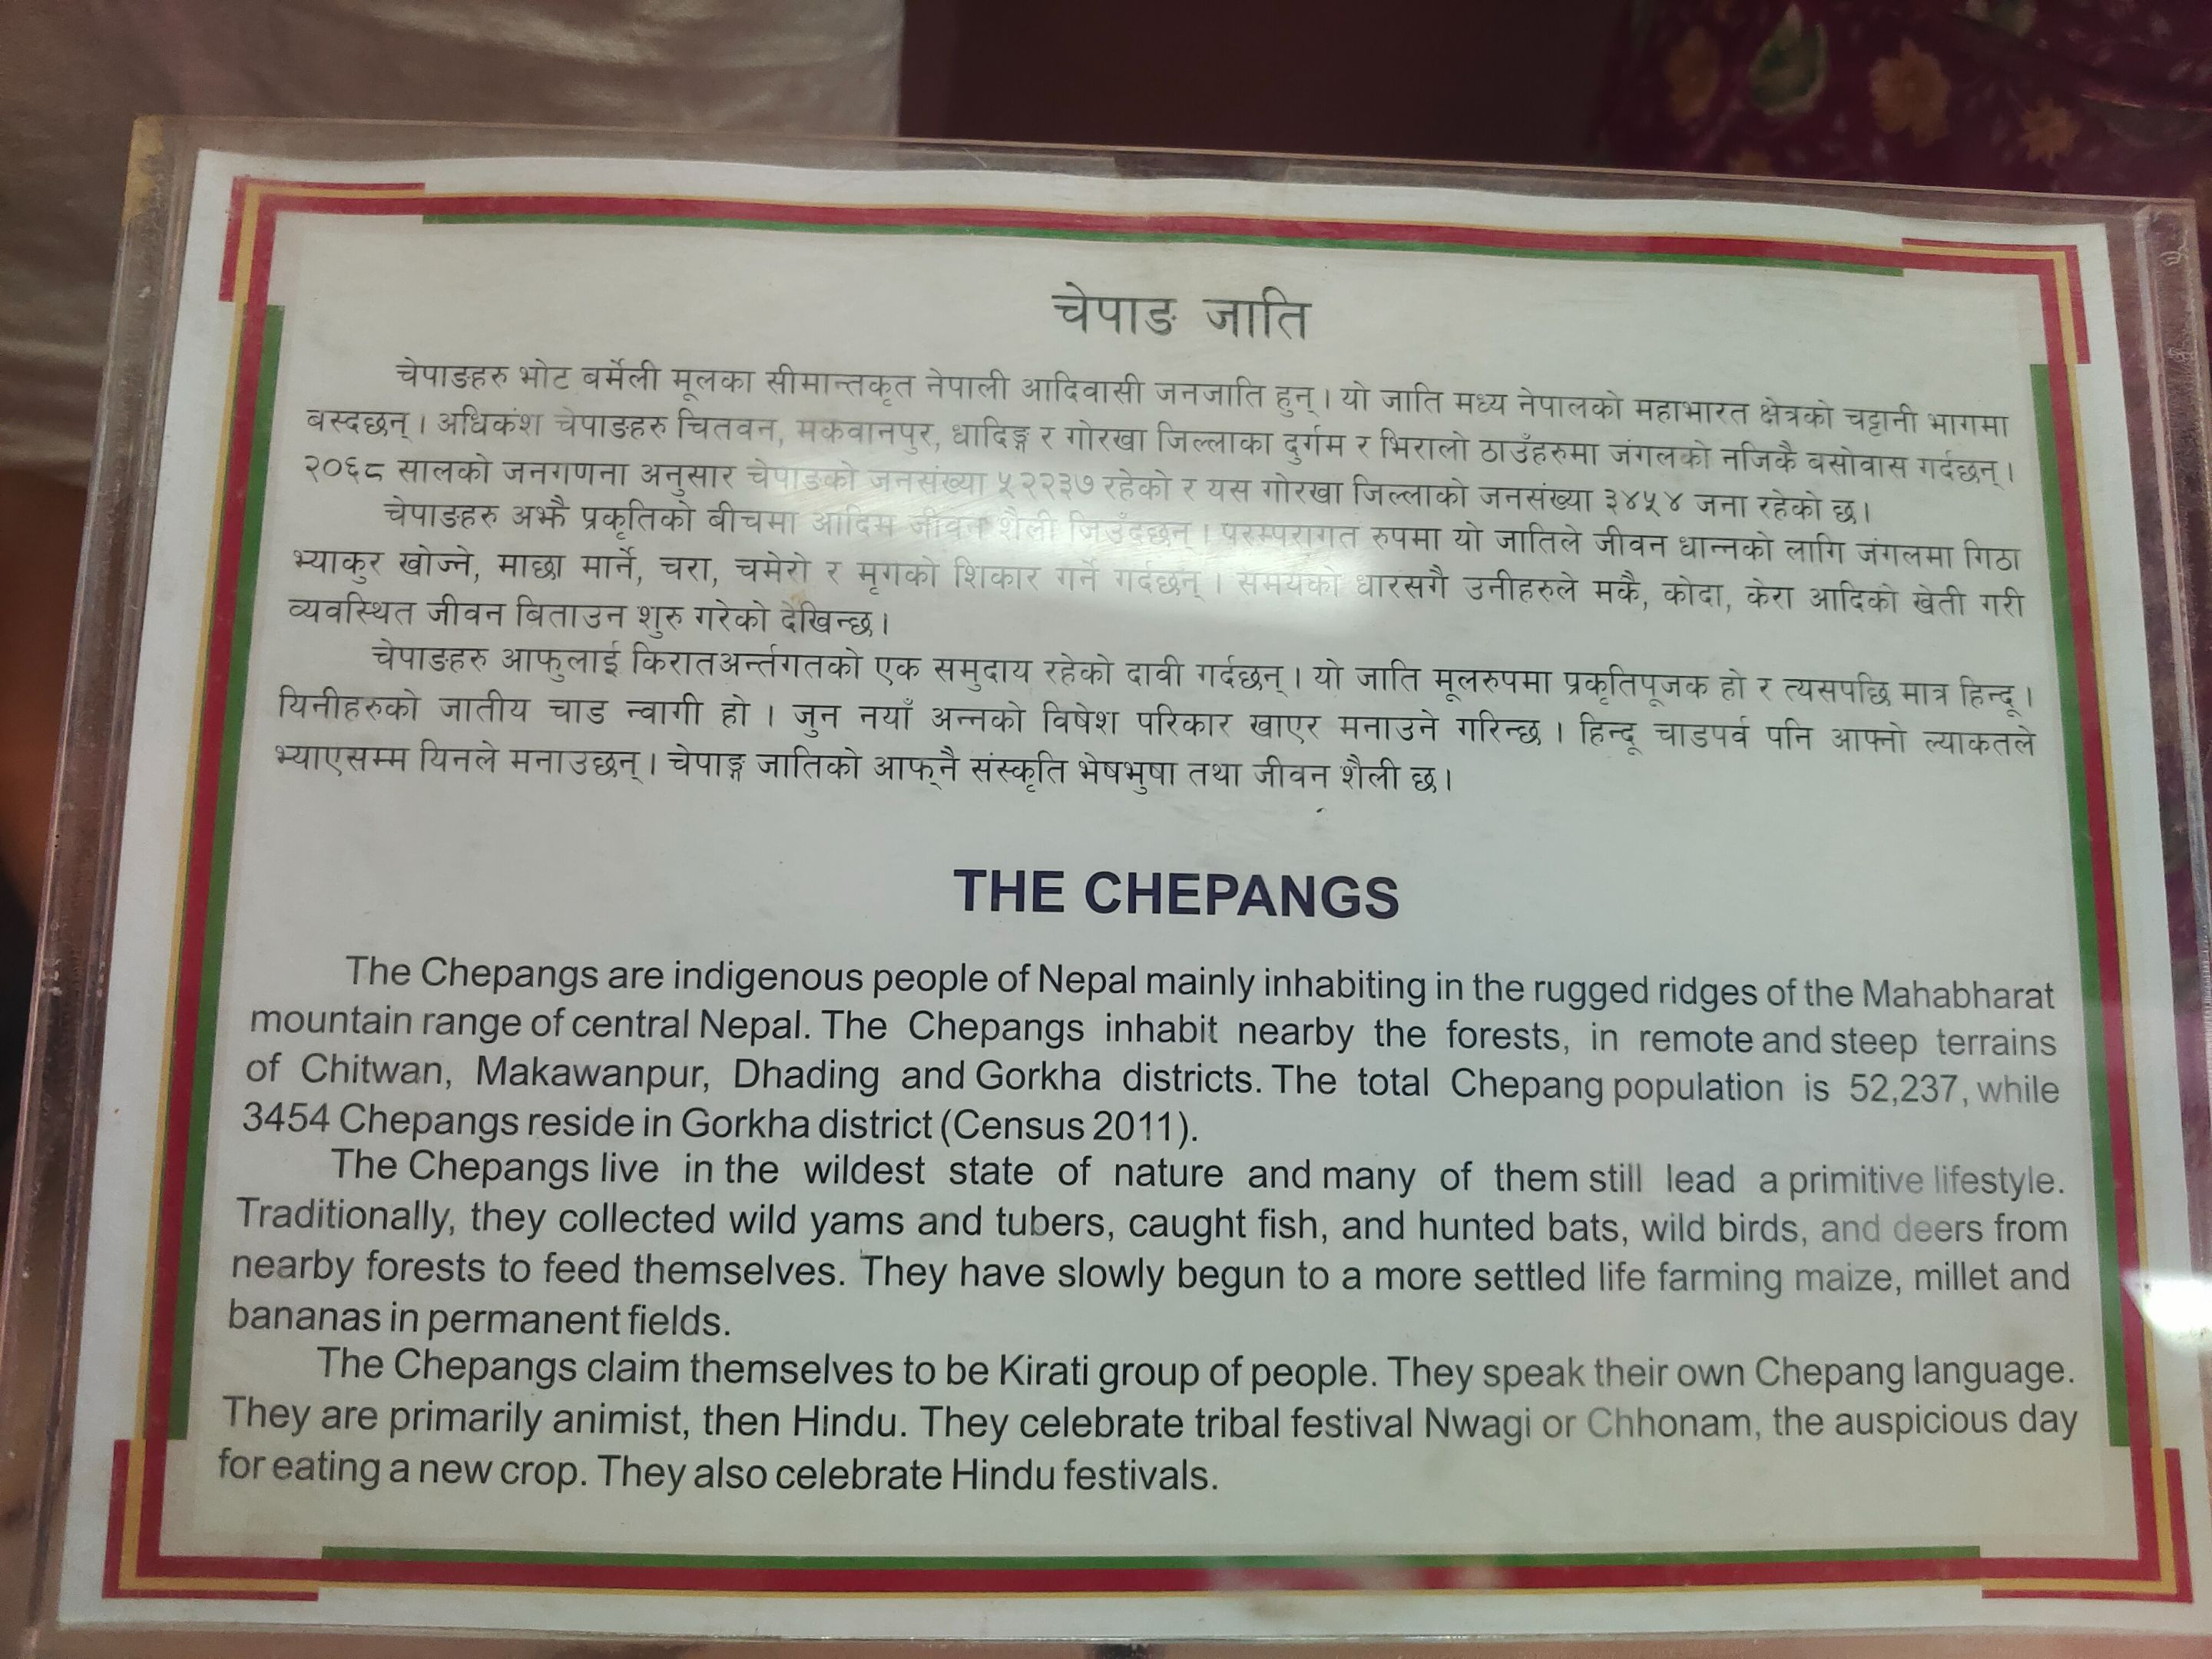 चेपाङ जाति
चेपाङहरु भोट बर्मेली मूलका सीमान्तकृत नेपाली आदिवासी जनजाति हुन् । यो जाति मध्य नेपालको महाभारत क्षेत्रको चट्टानी भागमा
बस्दछन् । अधिकंश चेपाङहरु चितवन, मकवानपुर, धादिङ्ग र गोरखा जिल्लाका दुर्गम र भिरालो ठाउँहरुमा जंगलको नजिकै बसोवास गर्दछन् ।
२०६८ सालको जनगणना अनुसार चेपाङको जनसंख्या ५२२३७ रहेको र यस गोरखा जिल्लाको जनसंख्या ३४५४ जना रहेको छ ।
चेपाङहरु अझै प्रकृतिको बीचमा आदिम जीवन शैली जिउँदछन् । परम्परागत रुपमा यो जातिले जीवन धान्नको लागि जंगलमा गिठा
भ्याकुर खोज्ने, माछा मार्ने, चरा, चमेरो र मृगको शिकार गर्ने गर्दछन् । समयको धारसगै उनीहरुले मकै, कोदा, केरा आदिको खेती गरी
व्यवस्थित जीवन बिताउन शुरु गरेको देखिन्छ ।
चेपाङहरु आफुलाई किरातअर्न्तगतको एक समुदाय रहेको दावी गर्दछन् । यो जाति मूलरुपमा प्रकृतिपूजक हो र त्यसपछि मात्र हिन्दू ।
यिनीहरुको जातीय चाड न्वागी हो । जुन नयाँ अन्नको विषेश परिकार खाएर मनाउने गरिन्छ । हिन्दू चाडपर्व पनि आफ्नो ल्याकतले
भ्याएसम्म यिनले मनाउछन् । चेपाङ्ग जातिको आफ्‌नै संस्कृति भेषभुषा तथा जीवन शैली छ ।
THE CHEPANGS
The Chepangs are indigenous people of Nepal mainly inhabiting in the rugged ridges of the Mahabharat
mountain range of central Nepal. The Chepangs inhabit nearby the forests, in remote and steep terrains
of Chitwan, Makawanpur, Dhading and Gorkha districts. The total Chepang population is 52,237, while
3454 Chepangs reside in Gorkha district (Census 2011).
The Chepangs live in the wildest state of nature and many of them still lead a primitive lifestyle.
Traditionally, they collected wild yams and tubers, caught fish, and hunted bats, wild birds, and deers from
nearby forests to feed themselves. They have slowly begun to a more settled life farming maize, millet and
bananas in permanent fields.
The Chepangs claim themselves to be Kirati group of people. They speak their own Chepang language.
They are primarily animist, then Hindu. They celebrate tribal festival Nwagi or Chhonam, the auspicious day
for eating a new crop. They also celebrate Hindu festivals.